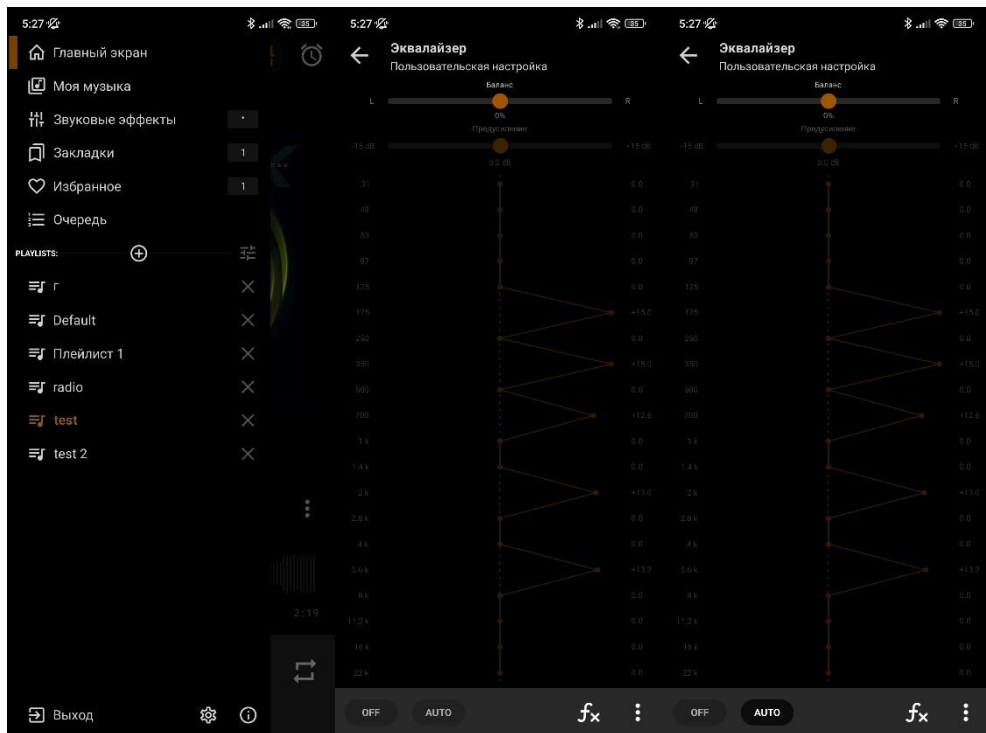 5:27
35
Главный экран
Моя музыка
Звуковые эффекты
Закладки 1
Избранное 1
Очередь
PLAYLISTS:
г
Default
Плейлист 1
radio
test
test 2
2:19
Выход
5:27
35
Эквалайзер
Пользовательская настройка
Баланс
L R
0%
Предусиление
-15 dB +15 dB
0.0 dB
31 0.0
43 0.0
63 0.0
87 0.0
125 0.0
175 +15.0
250 0.0
350 +15.0
500 0.0
700 +12.6
1 k 0.0
1.4 k 0.0
2 k +13.0
2.8 k 0.0
4 k 0.0
5.6 k +13.2
8 k 0.0
11.2 k 0.0
16 k 0.0
22 k 0.0
OFF AUTO fx
5:27
35
Эквалайзер
Пользовательская настройка
Баланс
L R
0%
Предусиление
-15 dB +15 dB
0.0 dB
31 0.0
43 0.0
63 0.0
87 0.0
125 0.0
175 +15.0
250 0.0
350 +15.0
500 0.0
700 +12.6
1 k 0.0
1.4 k 0.0
2 k +13.0
2.8 k 0.0
4 k 0.0
5.6 k +13.2
8 k 0.0
11.2 k 0.0
16 k 0.0
22 k 0.0
OFF AUTO fx